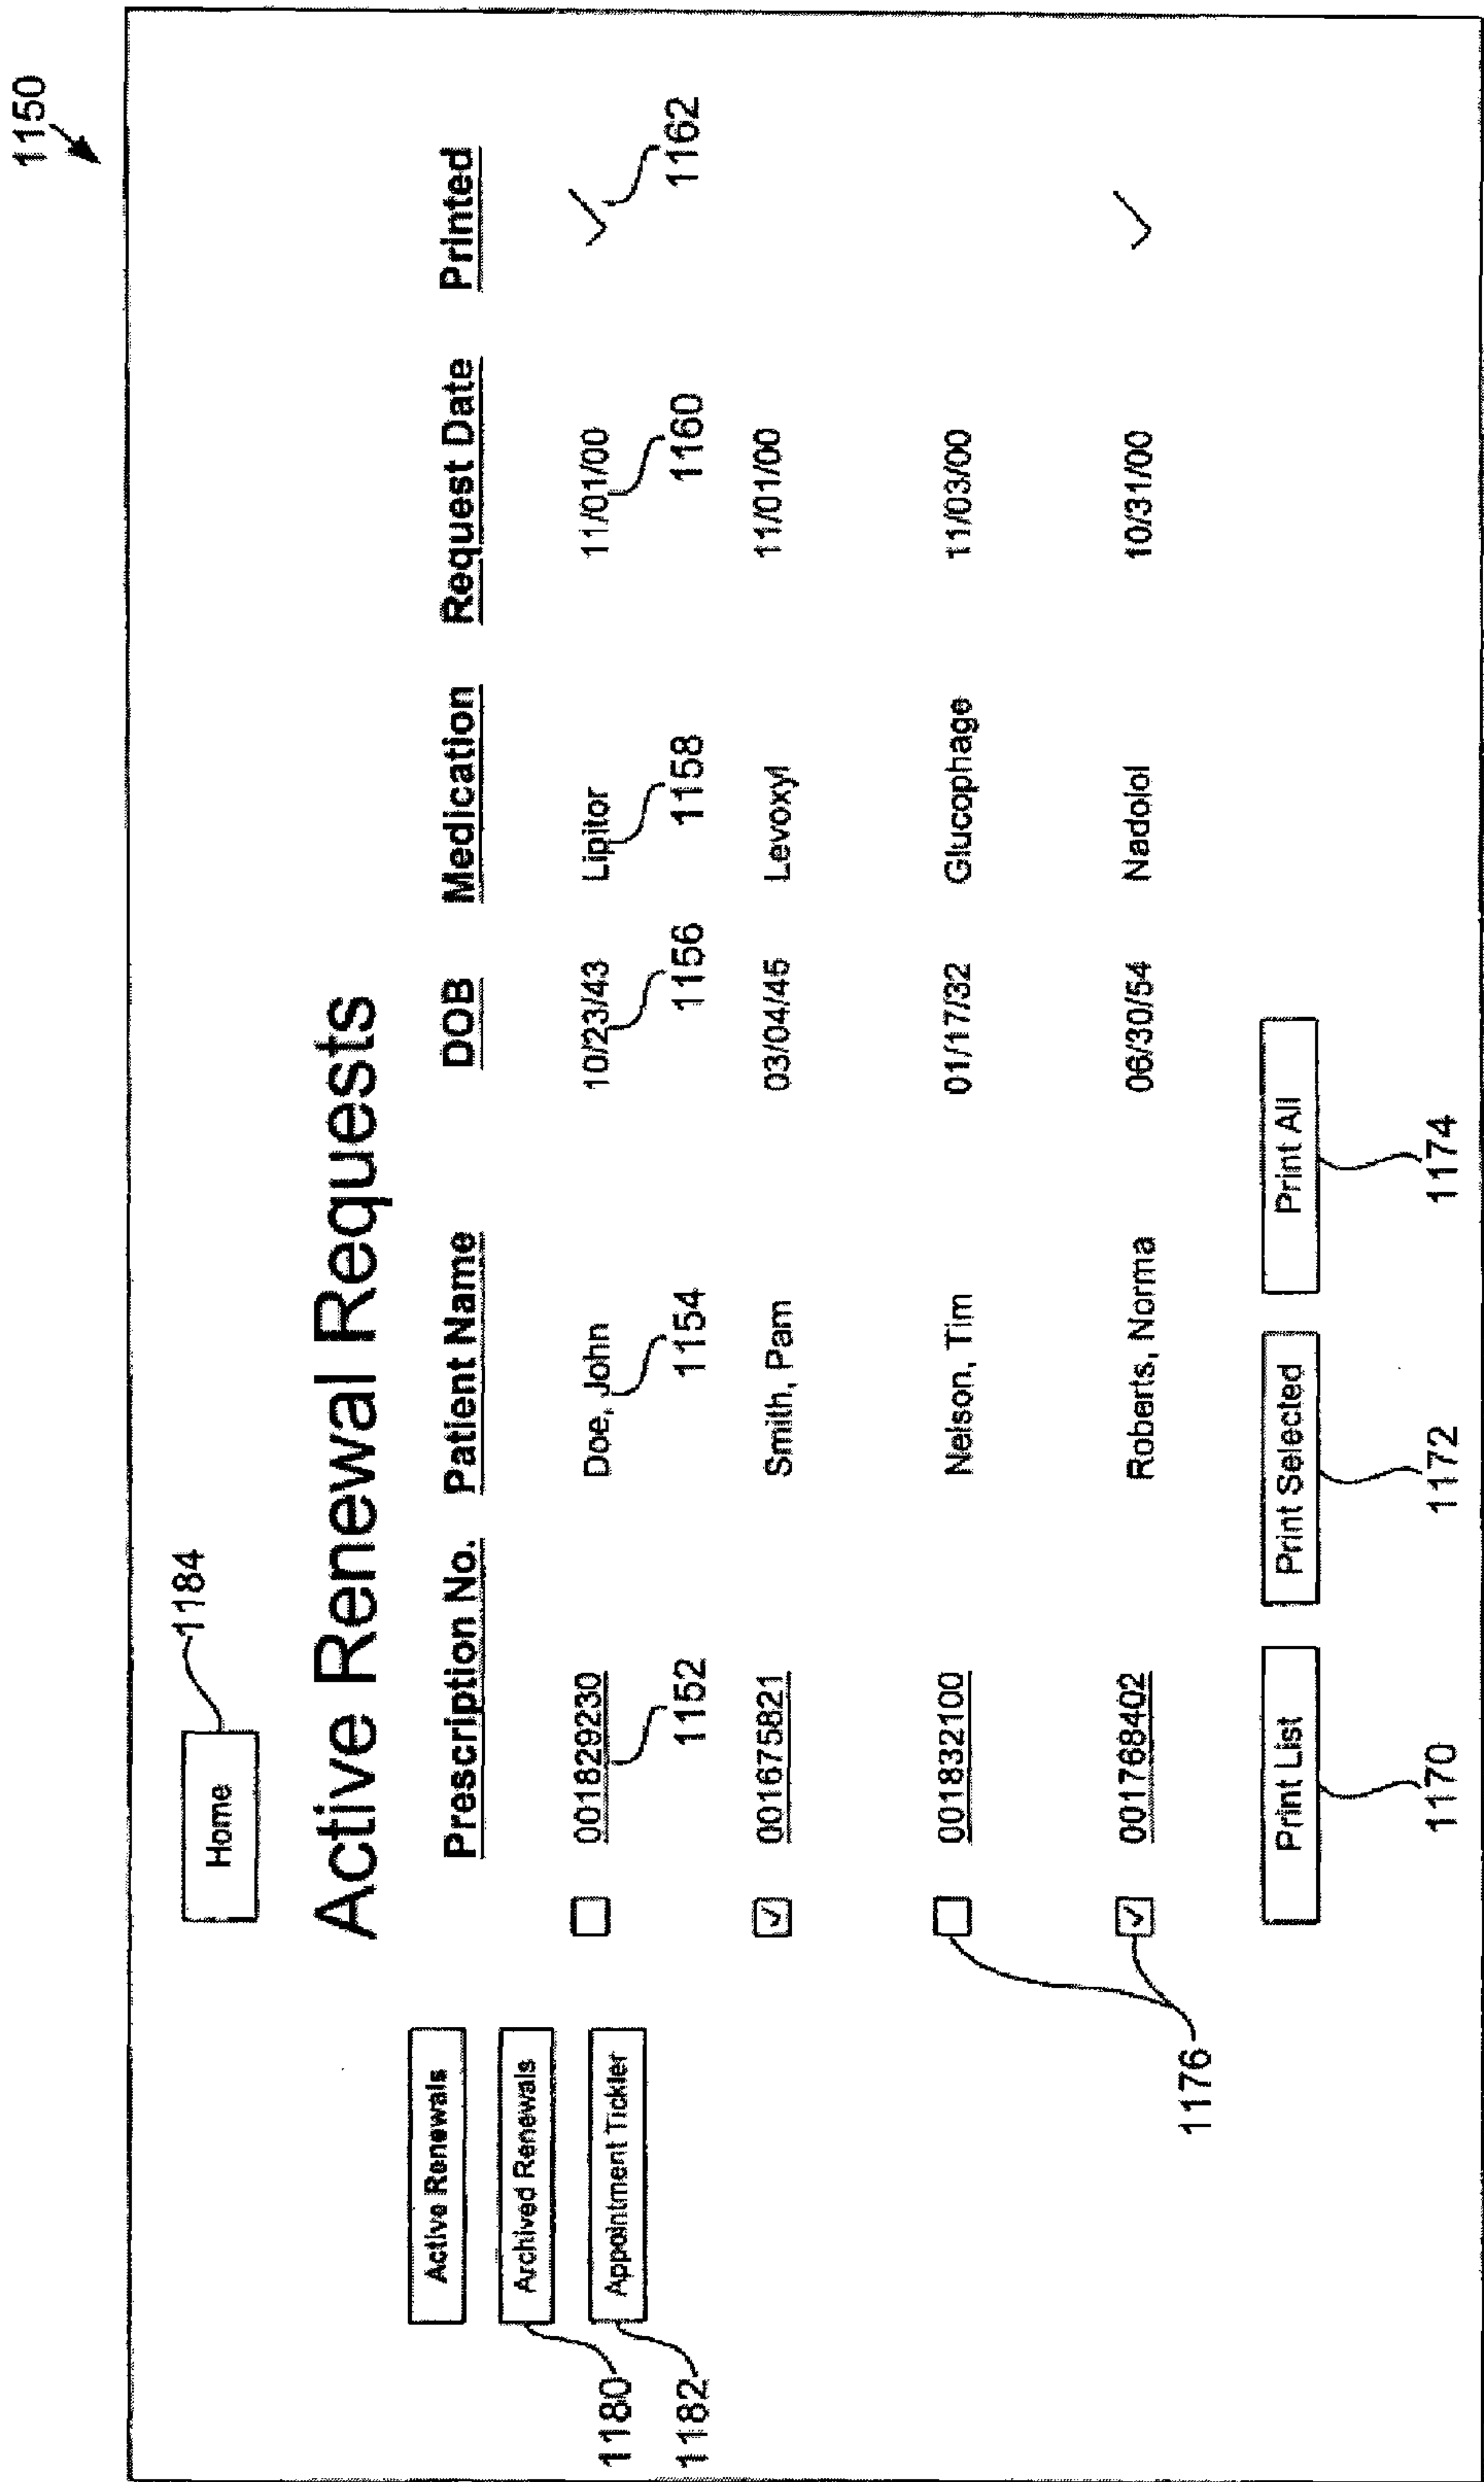 1150
Home
1184
Active Renewal Requests
Active Renewals
Archived Renewals
Appointment Tickler
1180
1182
Prescription No. Patient Name DOB Medication Request Date Printed
001829230 Doe, John 10/23/43 Lipitor 11/01/00 ✓
1152 1154 1156 1158 1160 1162
✓ 001675821 Smith, Pam 03/04/45 Levoxyl 11/01/00
001832100 Nelson, Tim 01/17/32 Glucophage 11/03/00
✓ 001768402 Roberts, Norma 06/30/54 Nadolol 10/31/00 ✓
1176
Print List Print Selected Print All
1170 1172 1174